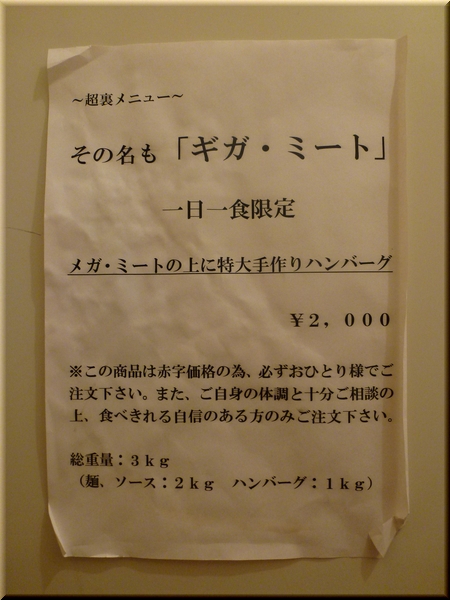 ～超裏メニュー～
その名も「ギガ・ミート」
一日一食限定
メガ・ミートの上に特大手作りハンバーグ
￥２，０００
※この商品は赤字価格の為、必ずおひとり様でご
注文下さい。また、ご自身の体調と十分ご相談の
上、食べきれる自信のある方のみご注文下さい。
総重量：３ｋｇ
（麺、ソース：２ｋｇ　ハンバーグ：１ｋｇ）